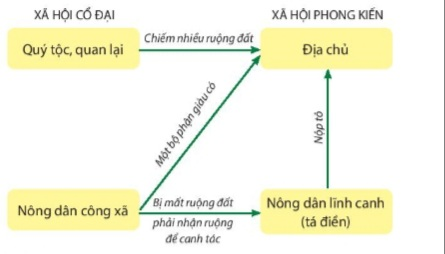 XÃ HỘI CỔ ĐẠI
XÃ HỘI PHONG KIẾN
Quý tộc, quan lại
Chiếm nhiều ruộng đất
Địa chủ
Một bộ phận giàu có
Nộp tô
Nông dân công xã
Bị mất ruộng đất
phải nhận ruộng
để canh tác
Nông dân lĩnh canh
(tá điền)